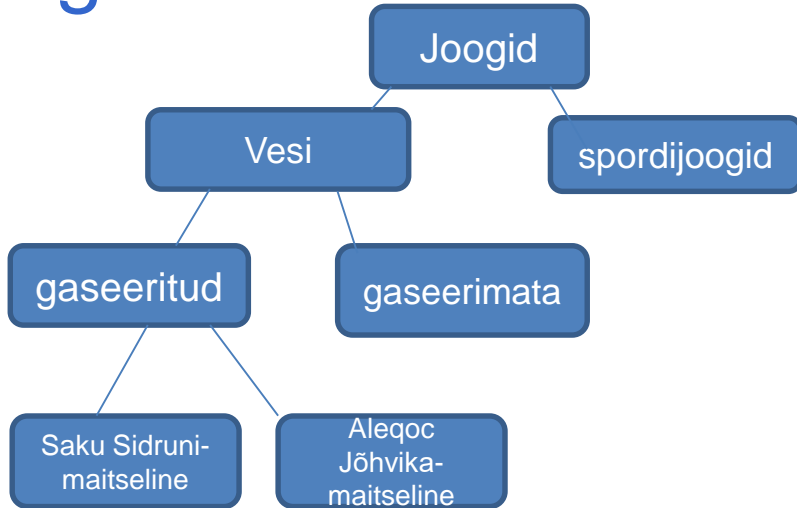 Joogid
Vesi
spordijoogid
gaseeritud
gaseerimata
Saku Sidruni-
maitseline
Aleqoc
Jõhvika-
maitseline